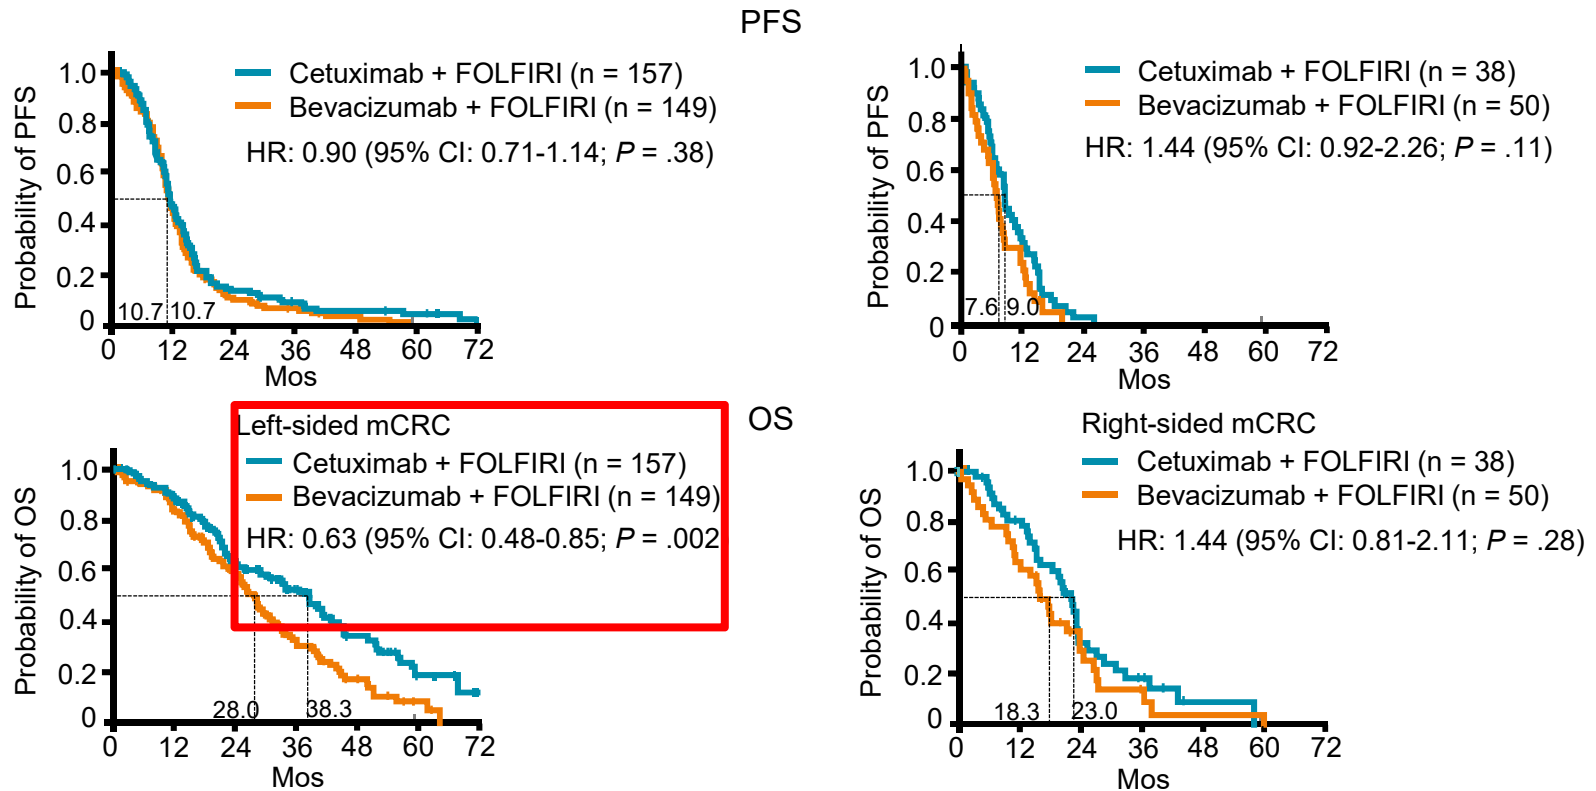 PFS
Probability of PFS
1.0
0.8
0.6
0.4
0.2
0
Cetuximab + FOLFIRI (n = 157)
Bevacizumab + FOLFIRI (n = 149)
HR: 0.90 (95% CI: 0.71-1.14; P = .38)
10.7 10.7
0 12 24 36 48 60 72
Mos
Probability of PFS
1.0
0.8
0.6
0.4
0.2
0
Cetuximab + FOLFIRI (n = 38)
Bevacizumab + FOLFIRI (n = 50)
HR: 1.44 (95% CI: 0.92-2.26; P = .11)
7.6 9.0
0 12 24 36 48 60 72
Mos
OS
Left-sided mCRC
Probability of OS
1.0
0.8
0.6
0.4
0.2
0
Cetuximab + FOLFIRI (n = 157)
Bevacizumab + FOLFIRI (n = 149)
HR: 0.63 (95% CI: 0.48-0.85; P = .002
28.0 38.3
0 12 24 36 48 60 72
Mos
Right-sided mCRC
Probability of OS
1.0
0.8
0.6
0.4
0.2
0
Cetuximab + FOLFIRI (n = 38)
Bevacizumab + FOLFIRI (n = 50)
HR: 1.44 (95% CI: 0.81-2.11; P = .28)
18.3 23.0
0 12 24 36 48 60 72
Mos